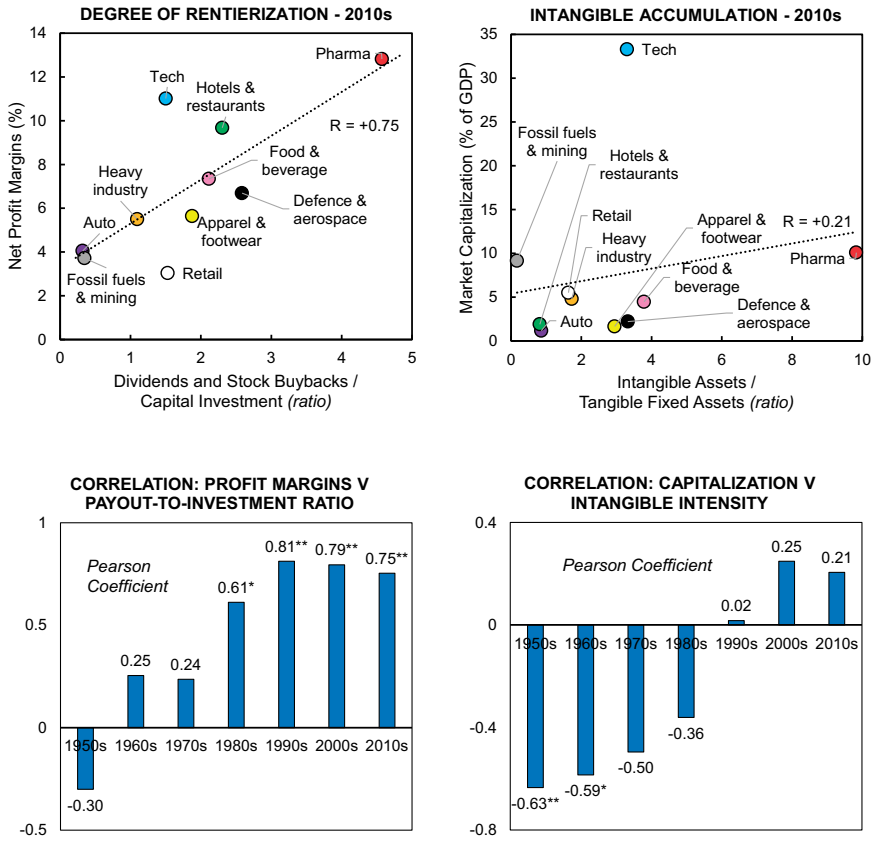 DEGREE OF RENTIERIZATION - 2010s
14
12
10
8
6
4
2
0
Net Profit Margins (%)
Pharma
Tech
Hotels &
restaurants
R = +0.75
Food &
beverage
Heavy
industry
Defence &
aerospace
Auto
Apparel &
footwear
Fossil fuels
& mining
Retail
0 1 2 3 4 5
Dividends and Stock Buybacks /
Capital Investment (ratio)
INTANGIBLE ACCUMULATION - 2010s
35
30
25
20
15
10
5
0
Market Capitalization (% of GDP)
Tech
Fossil fuels
& mining
Hotels &
restaurants
Retail
Heavy
industry
Apparel &
footwear
R = +0.21
Pharma
Food &
beverage
Defence &
aerospace
Auto
0 2 4 6 8 10
Intangible Assets /
Tangible Fixed Assets (ratio)
CORRELATION: PROFIT MARGINS V
PAYOUT-TO-INVESTMENT RATIO
1
0.5
0
-0.5
Pearson
Coefficient
-0.30
0.25
0.24
0.61*
0.81**
0.79**
0.75**
1950s 1960s 1970s 1980s 1990s 2000s 2010s
CORRELATION: CAPITALIZATION V
INTANGIBLE INTENSITY
0.4
0
-0.4
-0.8
Pearson Coefficient
0.02
0.25
0.21
1950s 1960s 1970s 1980s 1990s 2000s 2010s
-0.63**
-0.59*
-0.50
-0.36